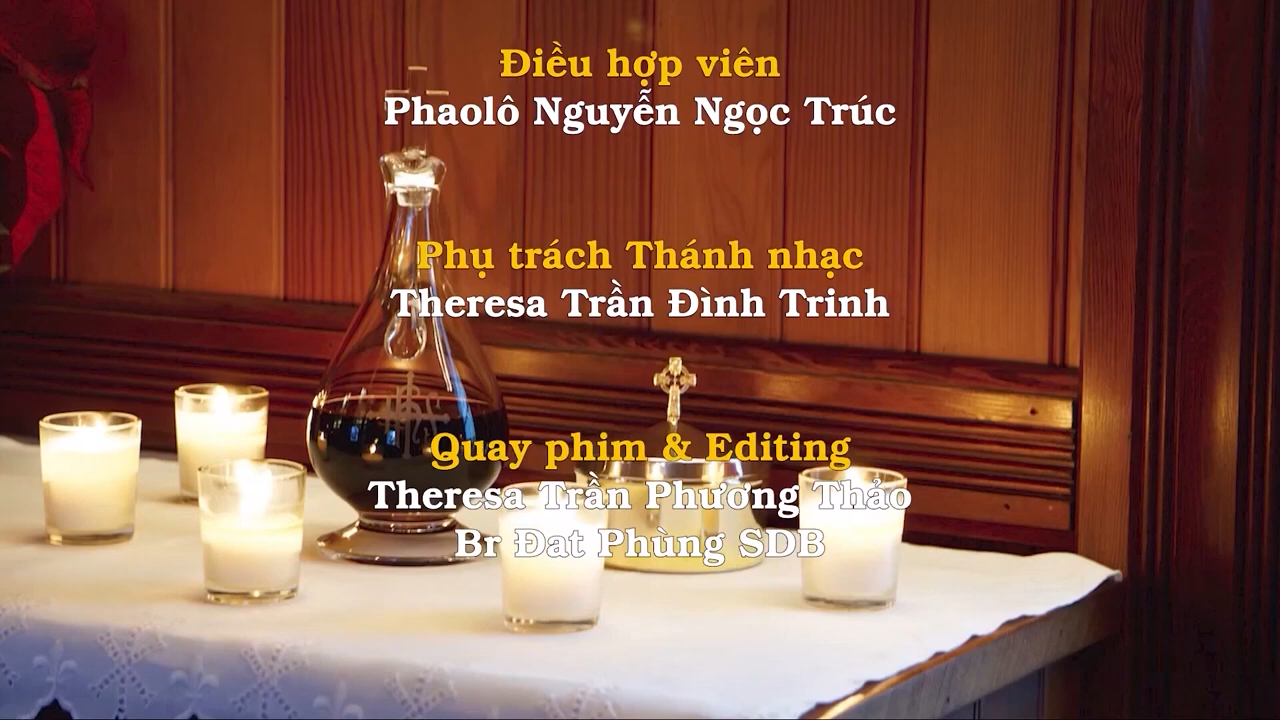 Điều hợp viên
Phaolô Nguyễn Ngọc Trúc
Phụ trách Thánh nhạc
Theresa Trần Đình Trinh
Quay phim & Editing
Theresa Trần Phương Thảo
Br Đat Phùng SDB